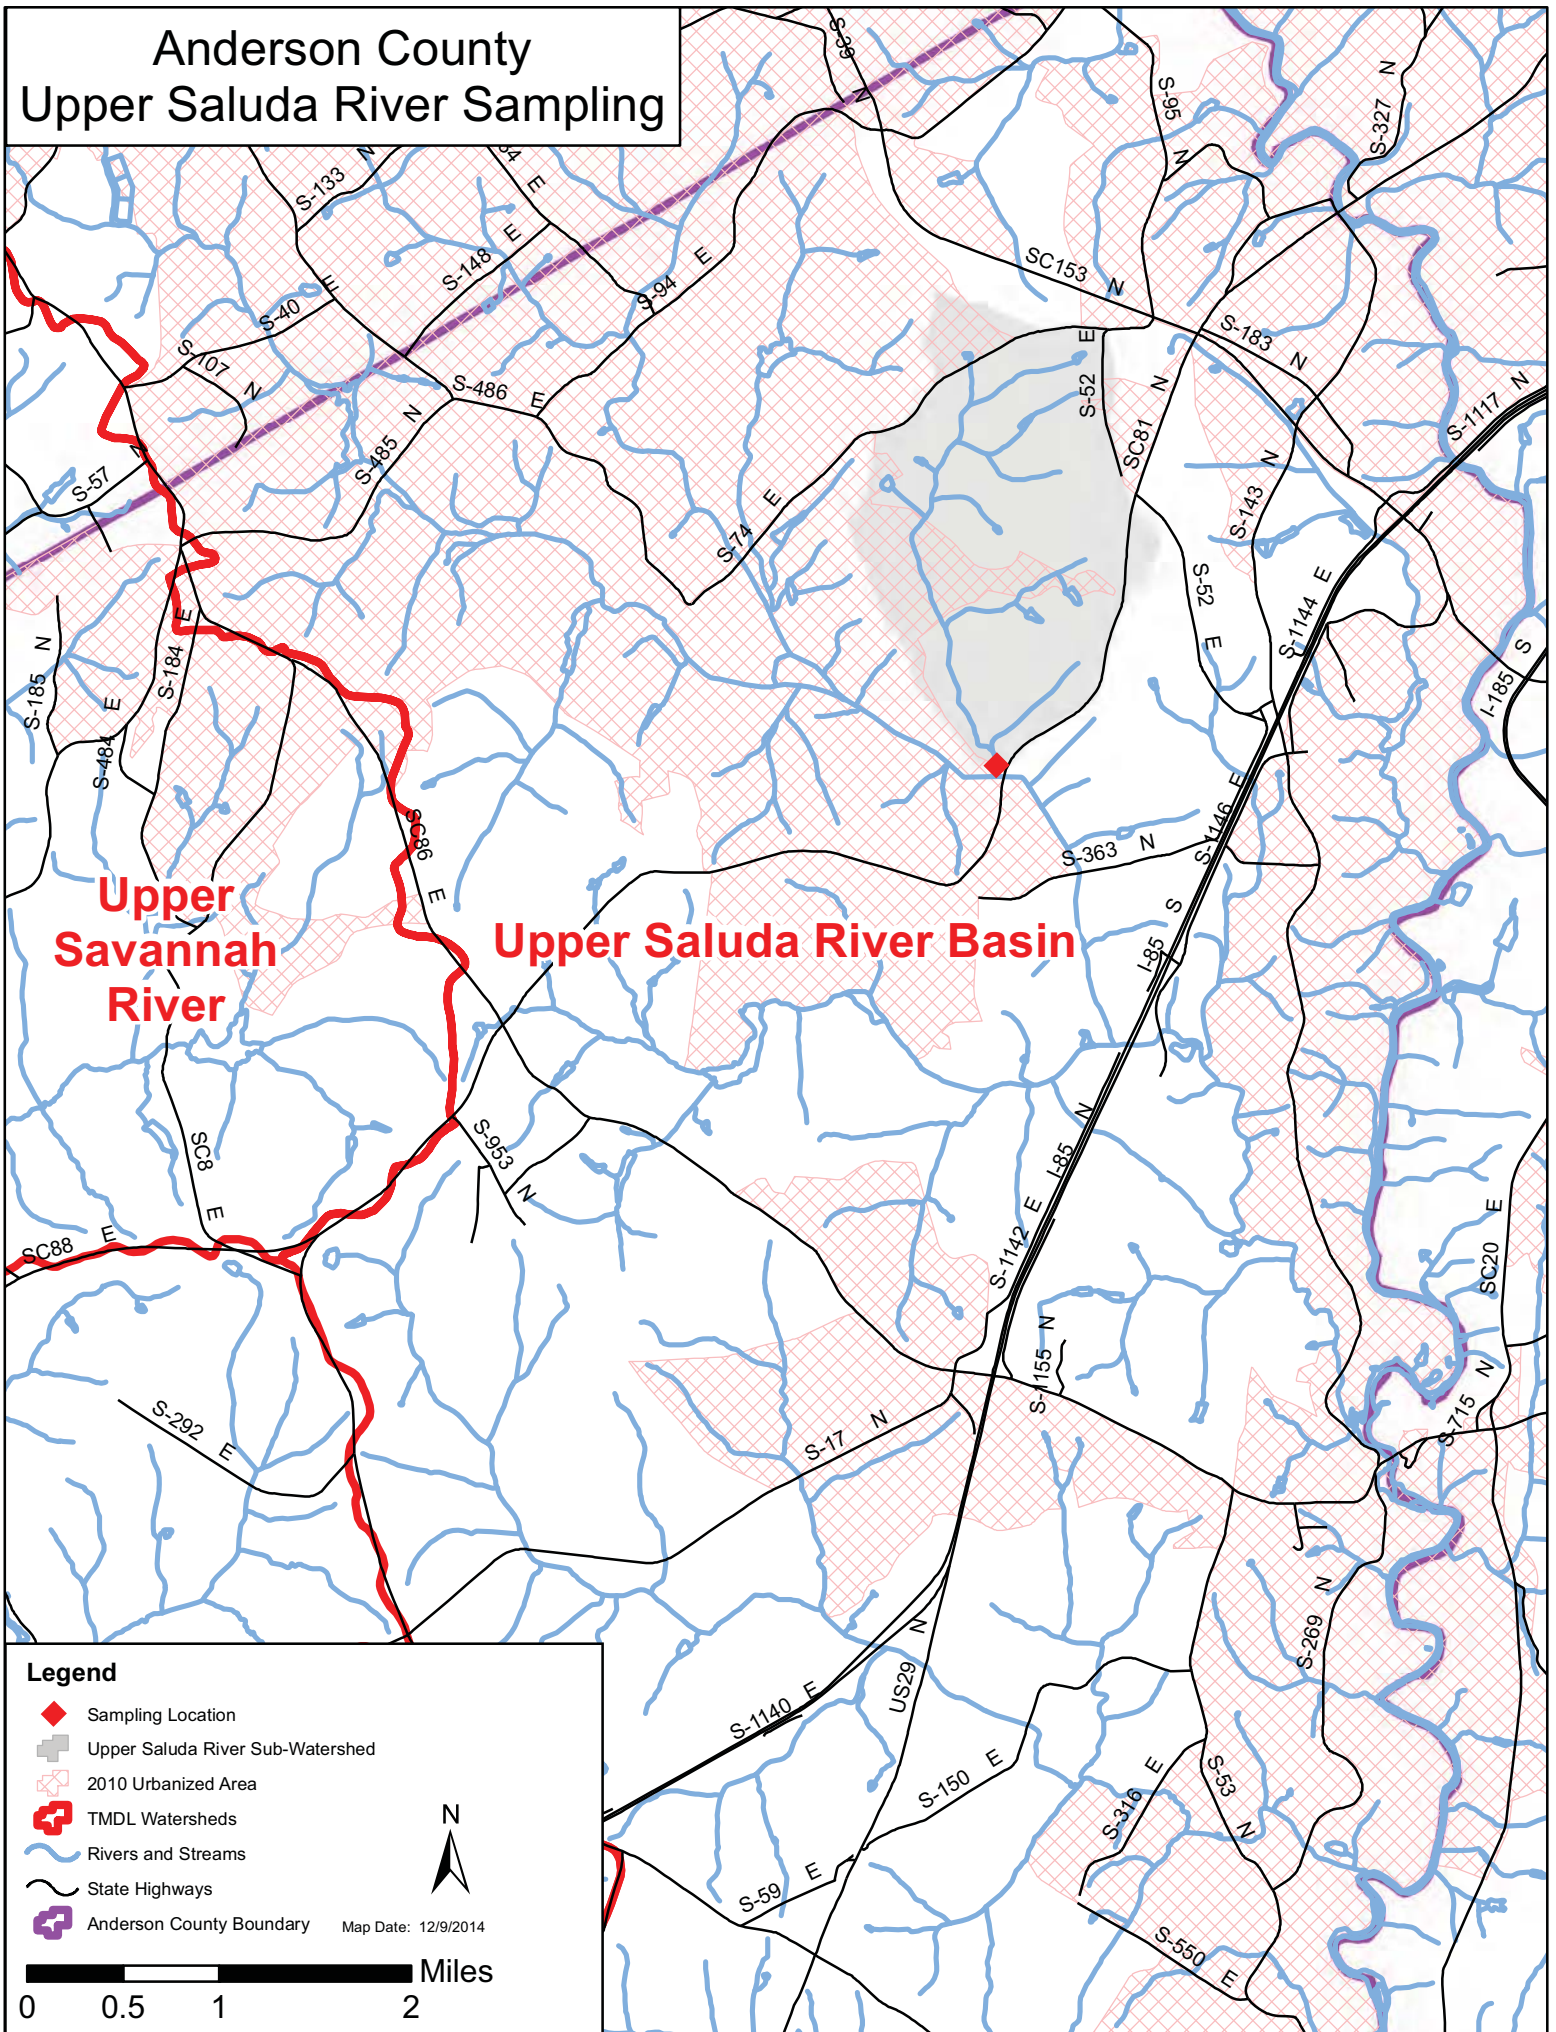 Anderson County
Upper Saluda River Sampling
S-39 N
S-95 N
S-327 N
S-133 N
84 E
S-148 E
S-94 E
SC153 N
S-40 E
S-107 N
S-486 E
S-485 N
S-57 N
S-183 N
S-52 E
SC81 N
S-1117 N
S-74 E
S-143 N
S-52 E
S-1144 E
I-185 S
S-185 N
S-184 E
S-484 E
SC86 E
S-363 N
S-1146 E
I-85 S
Upper
Savannah
River
Upper Saluda River Basin
SC8 E
S-953 N
I-85 N
S-1142 E
SC88 E
SC20 E
S-1155 N
S-715 N
S-292 E
S-17 N
S-269 N
US29 N
S-1140 E
S-150 E
S-316 E
S-53 N
S-59 E
S-550 E
Legend
Sampling Location
Upper Saluda River Sub-Watershed
2010 Urbanized Area
TMDL Watersheds
Rivers and Streams
State Highways
Anderson County Boundary
Map Date: 12/9/2014
N
Miles
0 0.5 1 2